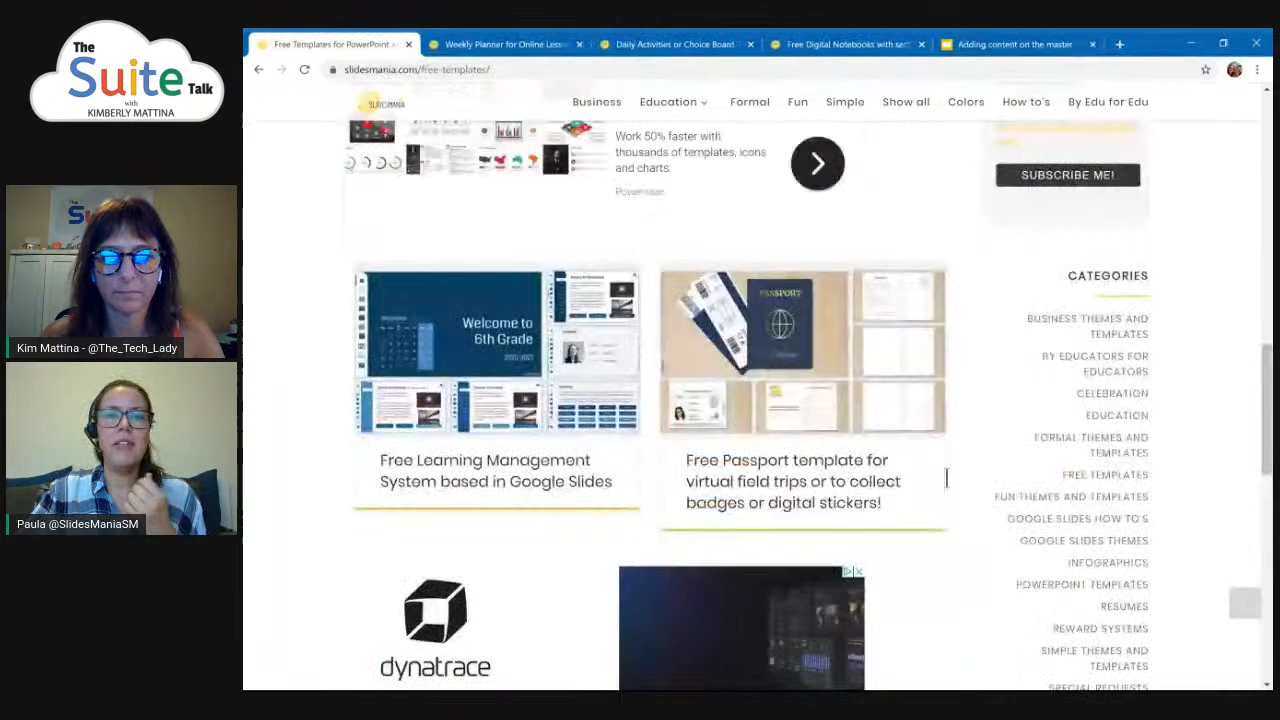 The
Suite
Talk
with
KIMBERLY MATTINA
Kim Mattina - @The_Tech_Lady
Paula @SlidesManiaSM
Free Templates for PowerPoint a
Weekly Planner for Online Less
Daily Activities or Choice Board
Free Digital Notebooks with sec
Adding content on the master
slidesmania.com/free-templates/
SLIDESMANIA
Business
Education
Formal
Fun
Simple
Show all
Colors
How to's
By Edu for Edu
Work 50% faster with
thousands of templates, icons
and charts
SUBSCRIBE ME!
Welcome to
6th Grade
2020-2021
PASSPORT
Free Learning Management
System based in Google Slides
Free Passport template for
virtual field trips or to collect
badges or digital stickers!
dynatrace
CATEGORIES
BUSINESS THEMES AND
TEMPLATES
BY EDUCATORS FOR
EDUCATORS
CELEBRATION
EDUCATION
FORMAL THEMES AND
TEMPLATES
FREE TEMPLATES
FUN THEMES AND TEMPLATES
GOOGLE SLIDES HOW TO'S
GOOGLE SLIDES THEMES
INFOGRAPHICS
POWERPOINT TEMPLATES
RESUMES
REWARD SYSTEMS
SIMPLE THEMES AND
TEMPLATES
SPECIAL REQUESTS